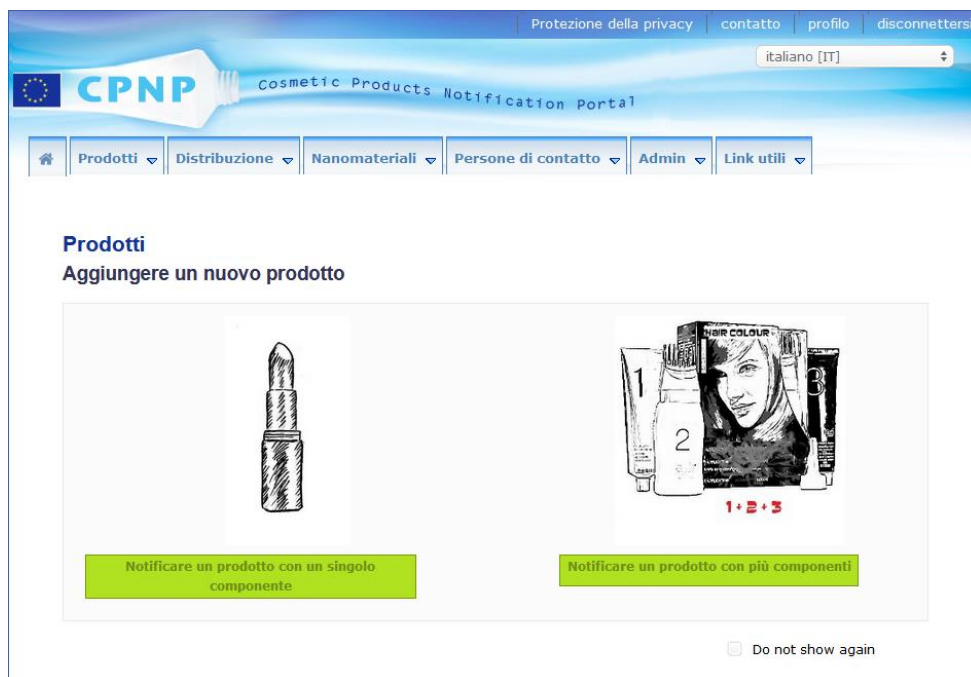 Protezione della privacy contatto profilo disconnetters
italiano [IT]
CPNP Cosmetic Products Notification Portal
Prodotti Distribuzione Nanomateriali Persone di contatto Admin Link utili
Prodotti
Aggiungere un nuovo prodotto
HAIR COLOUR
1 3
2
1+2+3
Notificare un prodotto con un singolo
componente
Notificare un prodotto con più componenti
Do not show again